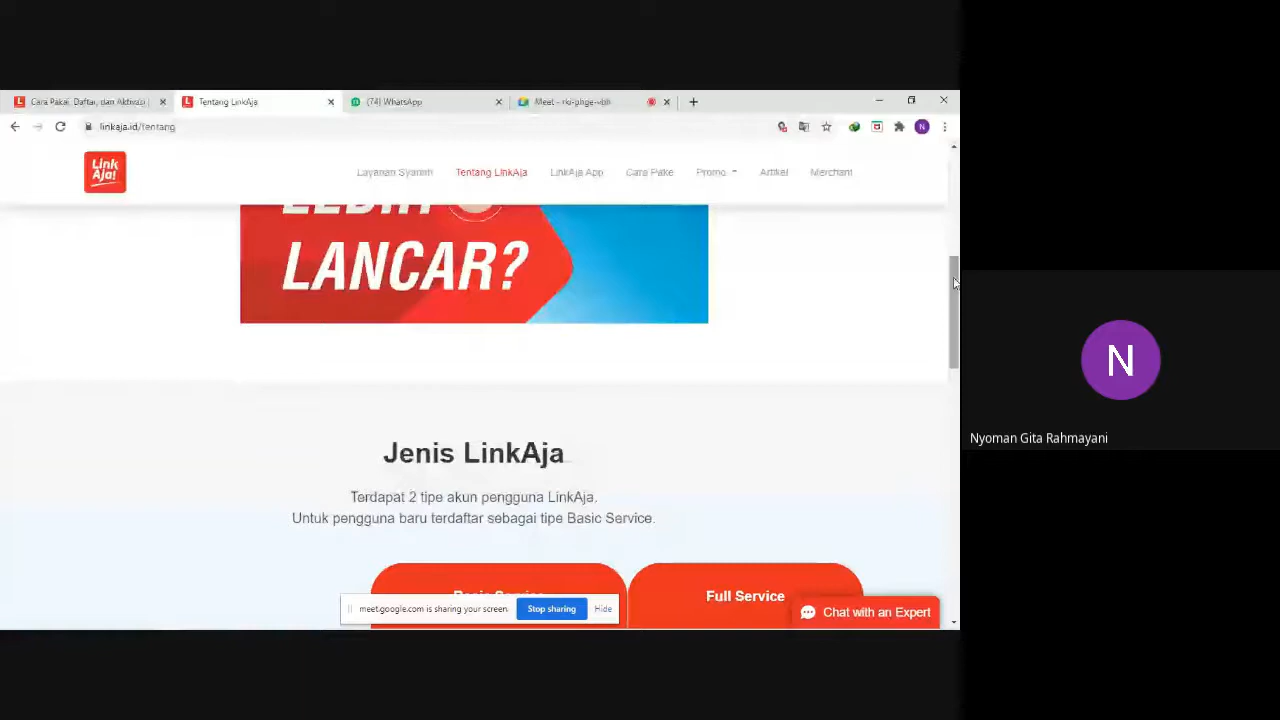 Cara Pakai, Daftar, dan Aktivasi
Tentang LinkAja
(74) WhatsApp
linkaja.id/tentang
Link
Aja!
Layanan Syariah
Tentang LinkAja
LinkAja App
Cara Pake
Promo
Artikel
Merchant
LANCAR?
Jenis LinkAja
Terdapat 2 tipe akun pengguna LinkAja.
Untuk pengguna baru terdaftar sebagai tipe Basic Service.
Basic Service
Full Service
meet.google.com is sharing your screen
Stop sharing
Hide
Chat with an Expert
N
N
Nyoman Gita Rahmayani